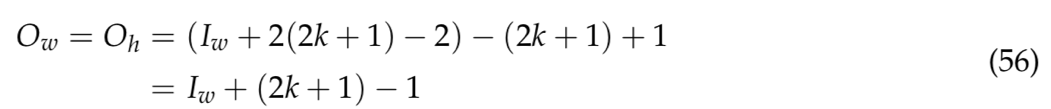 O_w = O_h = (I_w + 2(2k + 1) − 2) − (2k + 1) + 1
= I_w + (2k + 1) − 1
(56)